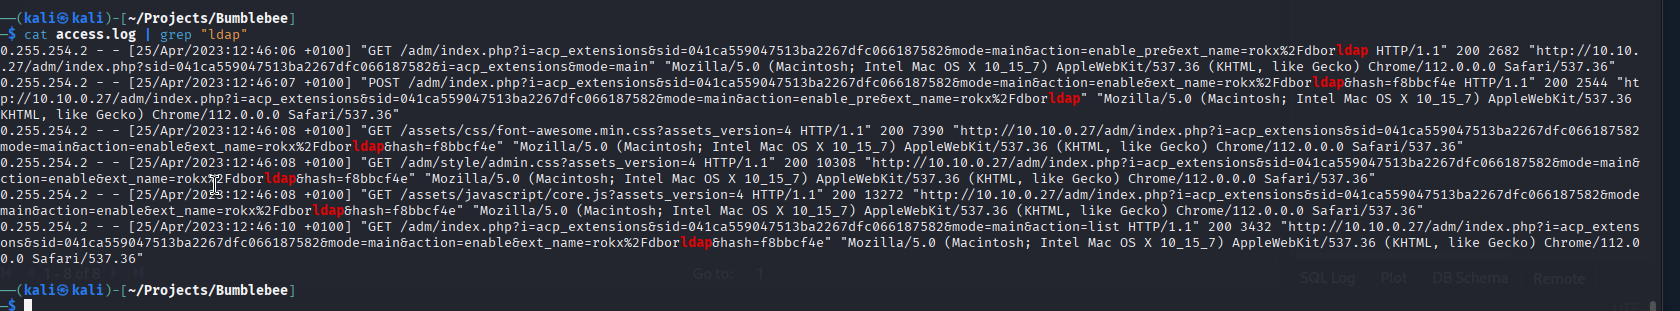 ─(kali㉿kali)-[~/Projects/Bumblebee]
─$ cat access.log | grep "ldap"
0.255.254.2 - - [25/Apr/2023:12:46:06 +0100] "GET /adm/index.php?i=acp_extensions&sid=041ca559047513ba2267dfc066187582&mode=main&action=enable_pre&ext_name=rokx%2Fdborldap HTTP/1.1" 200 2682 "http://10.10.
.27/adm/index.php?sid=041ca559047513ba2267dfc066187582&i=acp_extensions&mode=main" "Mozilla/5.0 (Macintosh; Intel Mac OS X 10_15_7) AppleWebKit/537.36 (KHTML, like Gecko) Chrome/112.0.0.0 Safari/537.36"
0.255.254.2 - - [25/Apr/2023:12:46:07 +0100] "POST /adm/index.php?i=acp_extensions&sid=041ca559047513ba2267dfc066187582&mode=main&action=enable&ext_name=rokx%2Fdborldap&hash=f8bbcf4e HTTP/1.1" 200 2544 "ht
p://10.10.0.27/adm/index.php?i=acp_extensions&sid=041ca559047513ba2267dfc066187582&mode=main&action=enable_pre&ext_name=rokx%2Fdborldap" "Mozilla/5.0 (Macintosh; Intel Mac OS X 10_15_7) AppleWebKit/537.36
KHTML, like Gecko) Chrome/112.0.0.0 Safari/537.36"
0.255.254.2 - - [25/Apr/2023:12:46:08 +0100] "GET /assets/css/font-awesome.min.css?assets_version=4 HTTP/1.1" 200 7390 "http://10.10.0.27/adm/index.php?i=acp_extensions&sid=041ca559047513ba2267dfc066187582
mode=main&action=enable&ext_name=rokx%2Fdborldap&hash=f8bbcf4e" "Mozilla/5.0 (Macintosh; Intel Mac OS X 10_15_7) AppleWebKit/537.36 (KHTML, like Gecko) Chrome/112.0.0.0 Safari/537.36"
0.255.254.2 - - [25/Apr/2023:12:46:08 +0100] "GET /adm/style/admin.css?assets_version=4 HTTP/1.1" 200 10308 "http://10.10.0.27/adm/index.php?i=acp_extensions&sid=041ca559047513ba2267dfc066187582&mode=main&
ction=enable&ext_name=rokx%2Fdborldap&hash=f8bbcf4e" "Mozilla/5.0 (Macintosh; Intel Mac OS X 10_15_7) AppleWebKit/537.36 (KHTML, like Gecko) Chrome/112.0.0.0 Safari/537.36"
0.255.254.2 - - [25/Apr/2023:12:46:08 +0100] "GET /assets/javascript/core.js?assets_version=4 HTTP/1.1" 200 13272 "http://10.10.0.27/adm/index.php?i=acp_extensions&sid=041ca559047513ba2267dfc066187582&mode
main&action=enable&ext_name=rokx%2Fdborldap&hash=f8bbcf4e" "Mozilla/5.0 (Macintosh; Intel Mac OS X 10_15_7) AppleWebKit/537.36 (KHTML, like Gecko) Chrome/112.0.0.0 Safari/537.36"
0.255.254.2 - - [25/Apr/2023:12:46:10 +0100] "GET /adm/index.php?i=acp_extensions&sid=041ca559047513ba2267dfc066187582&mode=main&action=list HTTP/1.1" 200 3432 "http://10.10.0.27/adm/index.php?i=acp_extens
ons&sid=041ca559047513ba2267dfc066187582&mode=main&action=enable&ext_name=rokx%2Fdborldap&hash=f8bbcf4e" "Mozilla/5.0 (Macintosh; Intel Mac OS X 10_15_7) AppleWebKit/537.36 (KHTML, like Gecko) Chrome/112.0.0
0.0 Safari/537.36"
1 - 8 of 8 Go to: 1 SQL Log Plot DB Schema Remote
─(kali㉿kali)-[~/Projects/Bumblebee]
─$